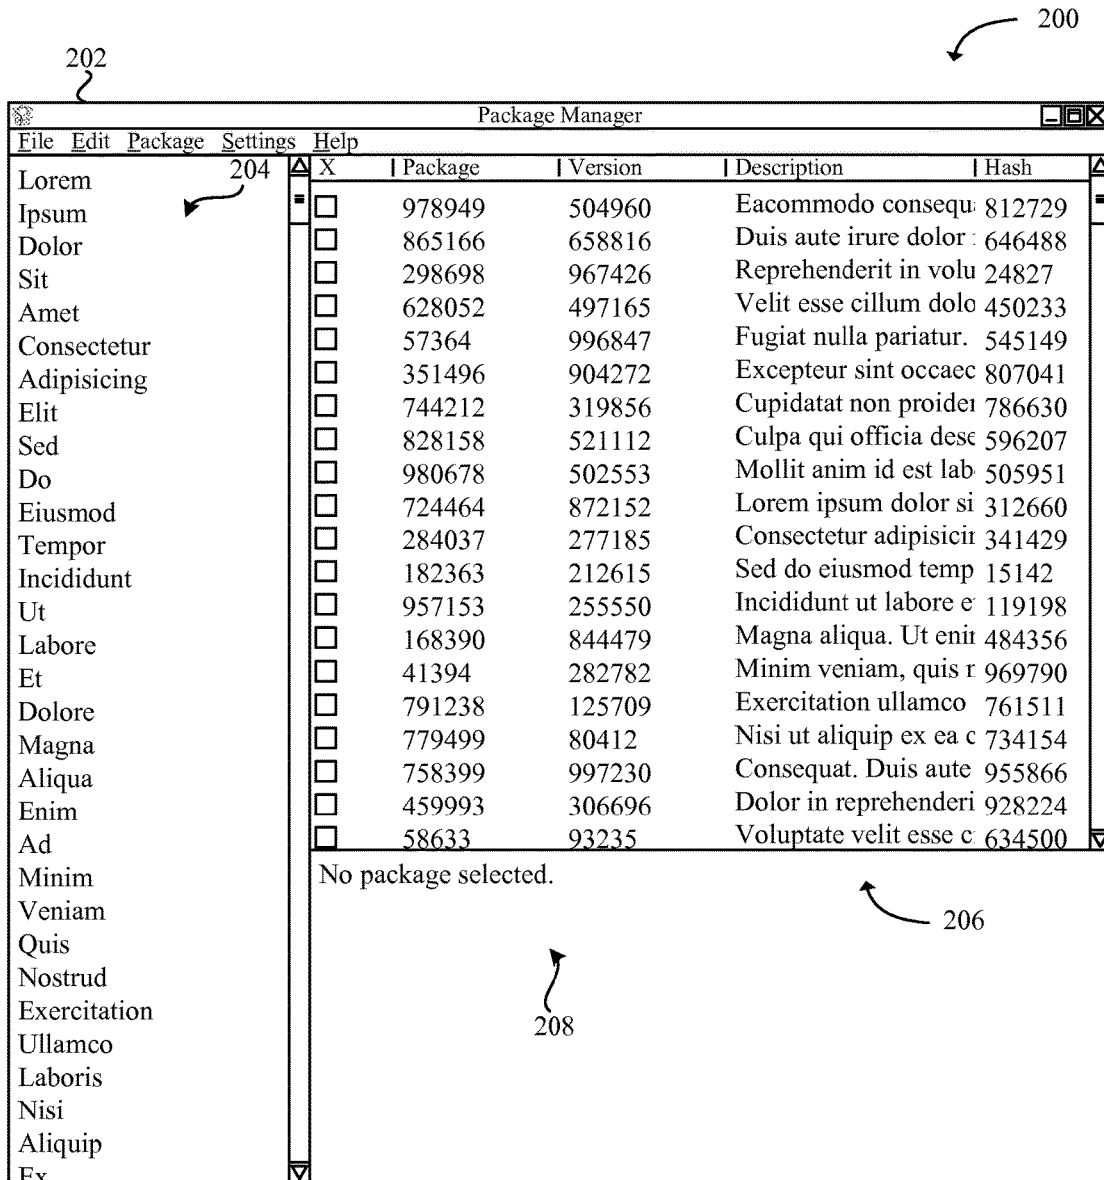 200
202
Package Manager
File Edit Package Settings Help
204
Lorem
Ipsum
Dolor
Sit
Amet
Consectetur
Adipisicing
Elit
Sed
Do
Eiusmod
Tempor
Incididunt
Ut
Labore
Et
Dolore
Magna
Aliqua
Enim
Ad
Minim
Veniam
Quis
Nostrud
Exercitation
Ullamco
Laboris
Nisi
Aliquip
Ex
X Package Version Description Hash
978949 504960 Eacommodo consequ 812729
865166 658816 Duis aute irure dolor 646488
298698 967426 Reprehenderit in volu 24827
628052 497165 Velit esse cillum dolo 450233
57364 996847 Fugiat nulla pariatur. 545149
351496 904272 Excepteur sint occaec 807041
744212 319856 Cupidatat non proide 786630
828158 521112 Culpa qui officia dese 596207
980678 502553 Mollit anim id est lab 505951
724464 872152 Lorem ipsum dolor si 312660
284037 277185 Consectetur adipisici 341429
182363 212615 Sed do eiusmod temp 15142
957153 255550 Incididunt ut labore e 119198
168390 844479 Magna aliqua. Ut eni 484356
41394 282782 Minim veniam, quis 969790
791238 125709 Exercitation ullamco 761511
779499 80412 Nisi ut aliquip ex ea c 734154
758399 997230 Consequat. Duis aute 955866
459993 306696 Dolor in reprehenderi 928224
58633 93235 Voluptate velit esse c 634500
No package selected.
206
208